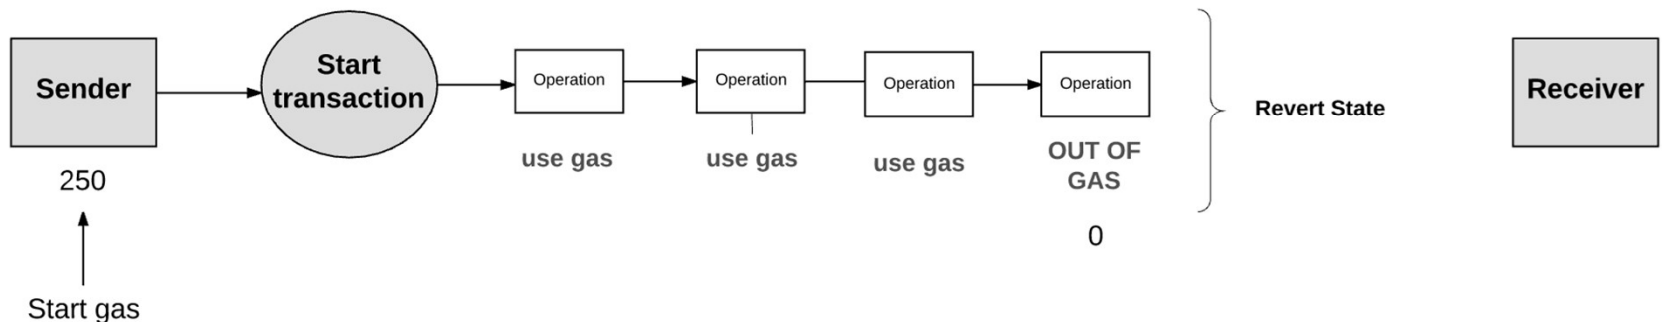 Sender
Start
transaction
Operation
Operation
Operation
Operation
Revert State
Receiver
use gas
use gas
use gas
OUT OF
GAS
250
0
Start gas